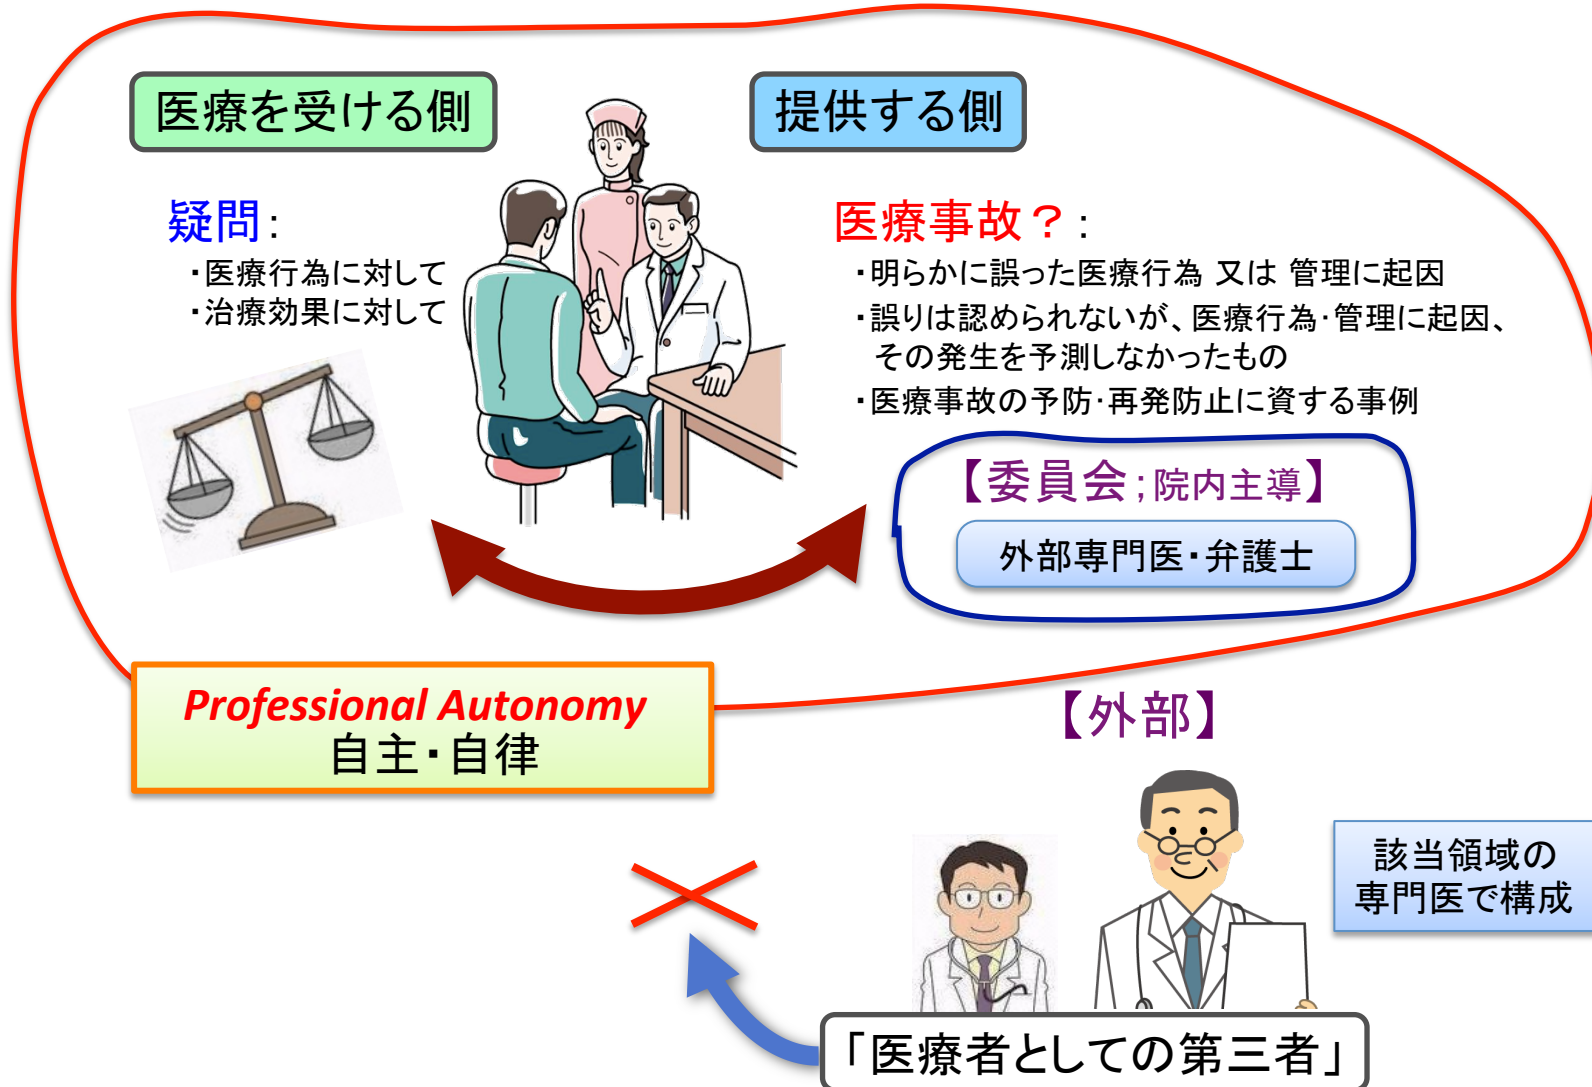 医療を受ける側
提供する側
疑問：
・医療行為に対して
・治療効果に対して
医療事故？：
・明らかに誤った医療行為 又は 管理に起因
・誤りは認められないが、医療行為・管理に起因、
その発生を予測しなかったもの
・医療事故の予防・再発防止に資する事例
【委員会；院内主導】
外部専門医・弁護士
Professional Autonomy
自主・自律
【外部】
該当領域の
専門医で構成
「医療者としての第三者」